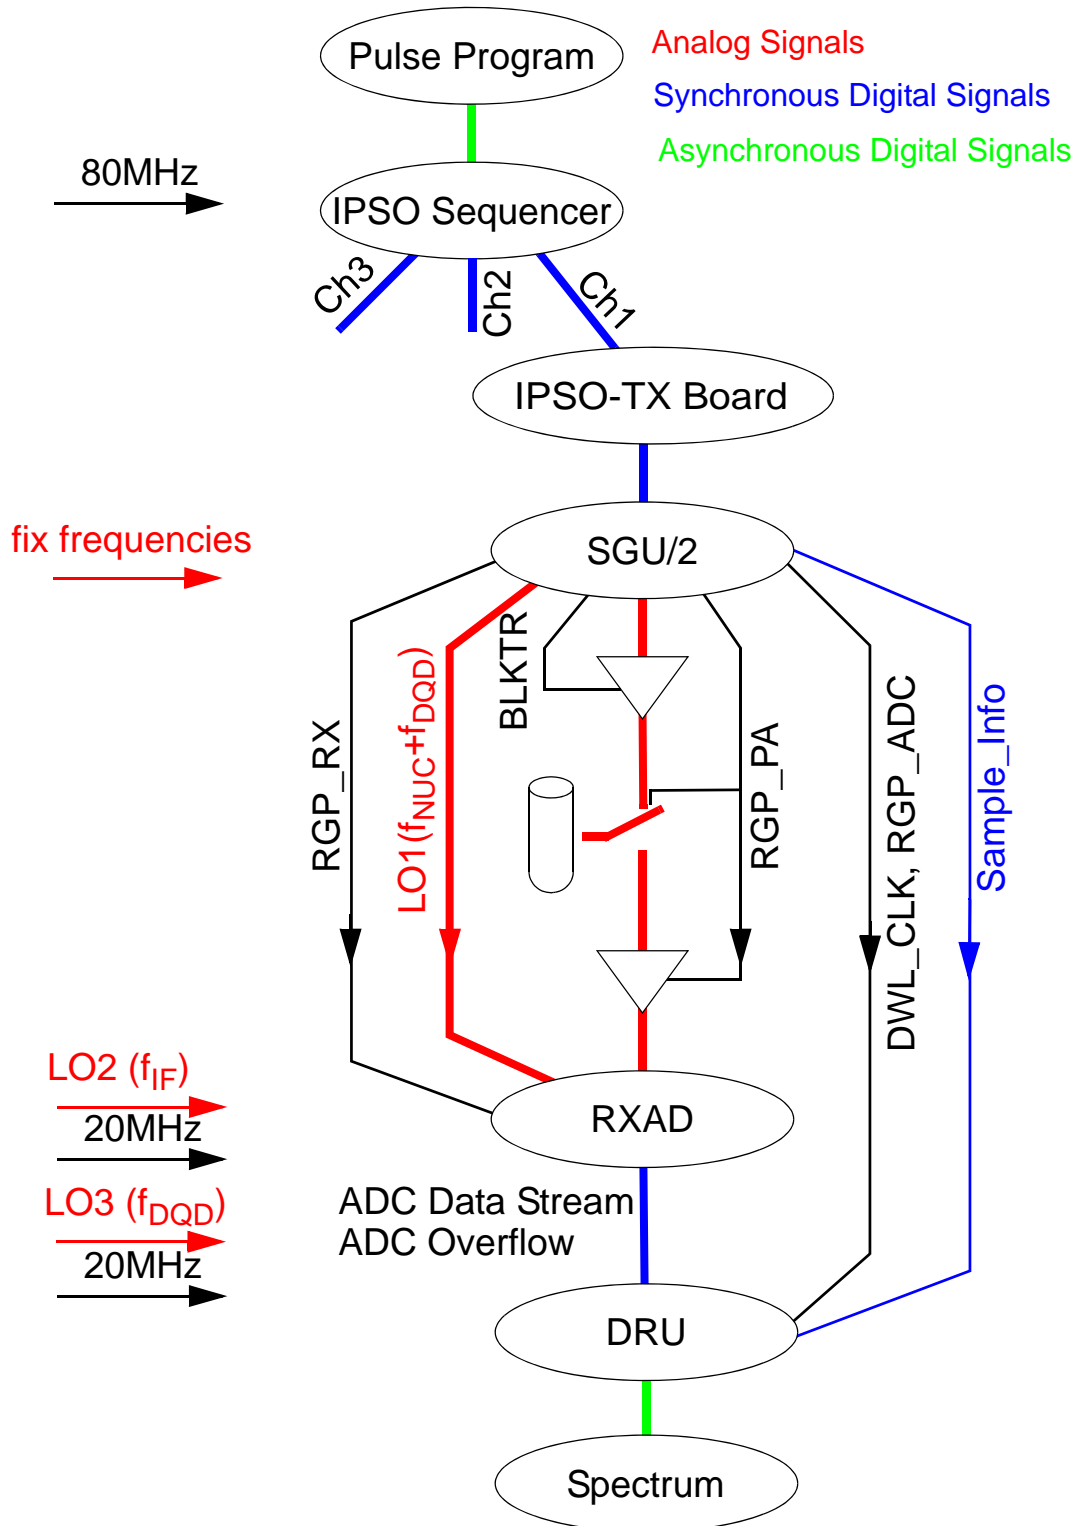 Pulse Program
Analog Signals
Synchronous Digital Signals
Asynchronous Digital Signals
80MHz
IPSO Sequencer
Ch3
Ch2
Ch1
IPSO-TX Board
fix frequencies
SGU/2
RGP_RX
LO1(fNUC+fDQD)
BLKTR
RGP_PA
DWL_CLK, RGP_ADC
Sample_Info
LO2 (fIF)
20MHz
RXAD
LO3 (fDQD)
20MHz
ADC Data Stream
ADC Overflow
DRU
Spectrum